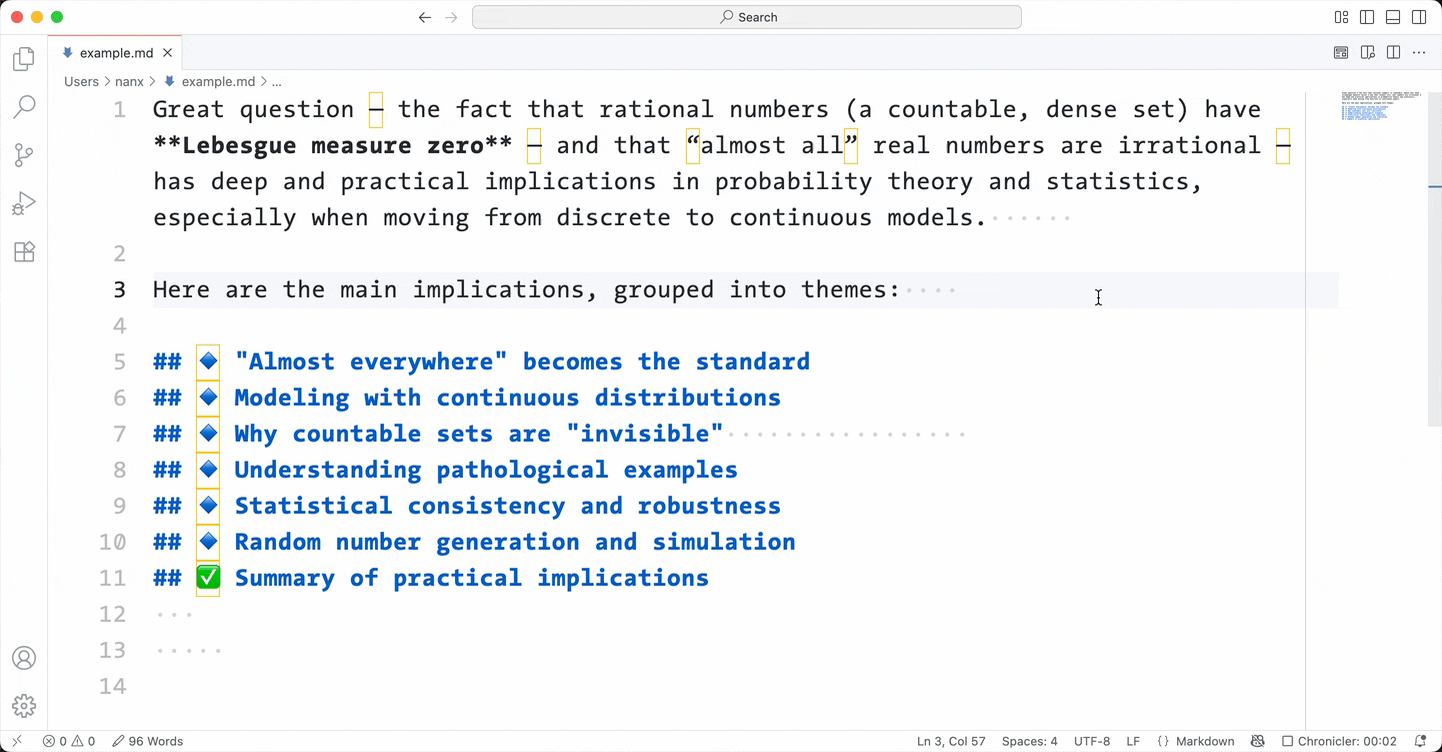 Search
example.md
Users > nanx > example.md > ...
1 Great question — the fact that rational numbers (a countable, dense set) have
**Lebesgue measure zero** — and that “almost all” real numbers are irrational —
has deep and practical implications in probability theory and statistics,
especially when moving from discrete to continuous models.
2
3 Here are the main implications, grouped into themes:
4
5 ## 🔹 "Almost everywhere" becomes the standard
6 ## 🔹 Modeling with continuous distributions
7 ## 🔹 Why countable sets are "invisible"
8 ## 🔹 Understanding pathological examples
9 ## 🔹 Statistical consistency and robustness
10 ## 🔹 Random number generation and simulation
11 ## ✅ Summary of practical implications
12
13
14
0 0 96 Words Ln 3, Col 57 Spaces: 4 UTF-8 LF {} Markdown Chronicler: 00:02